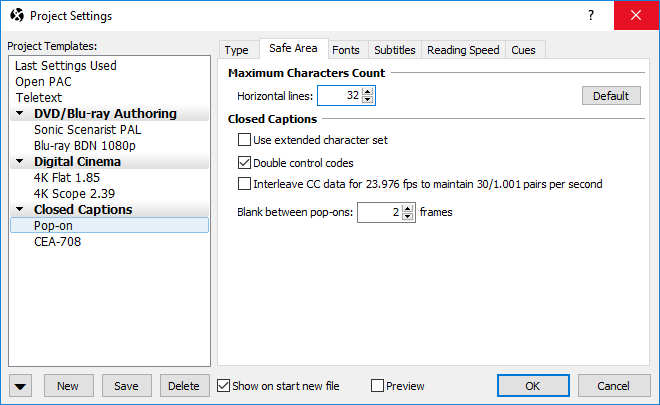 Project Settings
?
Project Templates:
Last Settings Used
Open PAC
Teletext
DVD/Blu-ray Authoring
Sonic Scenarist PAL
Blu-ray BDN 1080p
Digital Cinema
4K Flat 1.85
4K Scope 2.39
Closed Captions
Pop-on
CEA-708
Type Safe Area Fonts Subtitles Reading Speed Cues
Maximum Characters Count
Horizontal lines: 32 Default
Closed Captions
Use extended character set
Double control codes
Interleave CC data for 23.976 fps to maintain 30/1.001 pairs per second
Blank between pop-ons: 2 frames
New Save Delete Show on start new file Preview OK Cancel